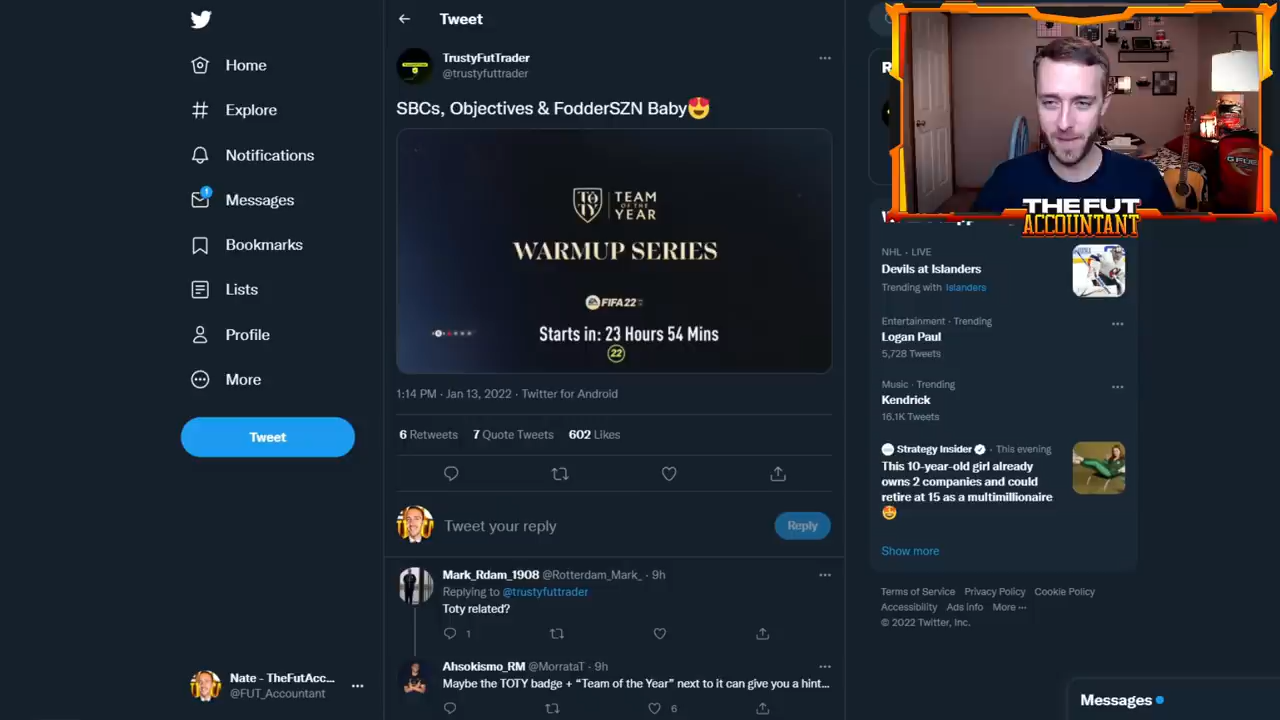 Home
Explore
Notifications
1
Messages
Bookmarks
Lists
Profile
More
Tweet
Nate - TheFutAcc...
@FUT_Accountant
Tweet
TrustyFutTrader
@trustyfuttrader
SBCs, Objectives & FodderSZN Baby😍
TOTY TEAM OF THE YEAR
WARMUP SERIES
EA SPORTS FIFA 22
Starts in: 23 Hours 54 Mins
22
1:14 PM · Jan 13, 2022 · Twitter for Android
6 Retweets 7 Quote Tweets 602 Likes
Tweet your reply
Reply
Mark_Rdam_1908 @Rotterdam_Mark_ · 9h
Replying to @trustyfuttrader
Toty related?
1
Ahsokismo_RM @MorrataT · 9h
Maybe the TOTY badge + “Team of the Year” next to it can give you a hint...
6
R
THE FUT
ACCOUNTANT
G FUEL
NHL · LIVE
Devils at Islanders
Trending with Islanders
Entertainment · Trending
Logan Paul
5,728 Tweets
Music · Trending
Kendrick
16.1K Tweets
Strategy Insider · This evening
This 10-year-old girl already
owns 2 companies and could
retire at 15 as a multimillionaire
🤩
Show more
Terms of Service Privacy Policy Cookie Policy
Accessibility Ads info More ···
© 2022 Twitter, Inc.
Messages